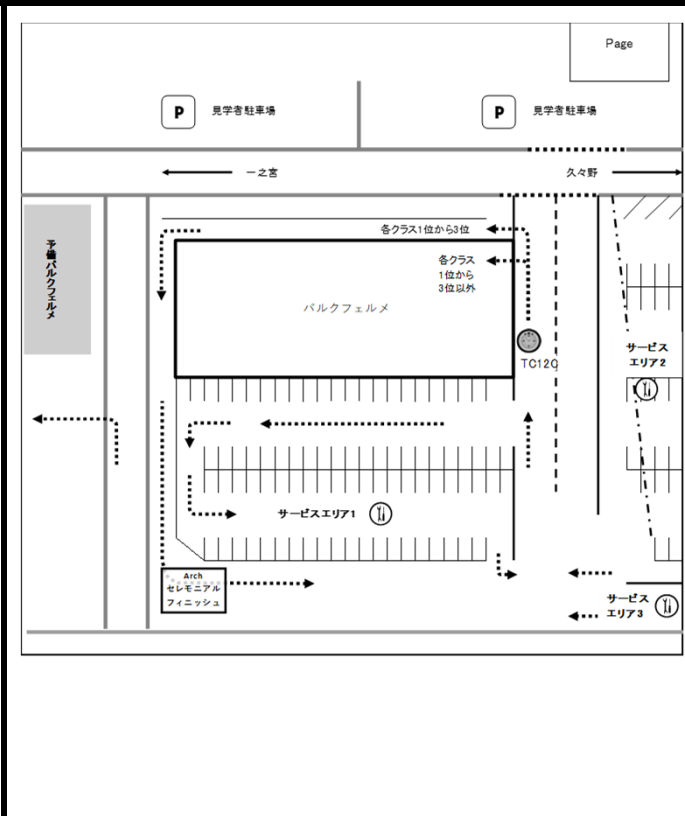 Page
P 見学者駐車場
P 見学者駐車場
一之宮
久々野
各クラス1位から3位
各クラス
1位から
3位以外
予備パルクフェルメ
パルクフェルメ
TC12C
サービス
エリア2
サービスエリア1
Arch
セレモニアル
フィニッシュ
サービス
エリア3